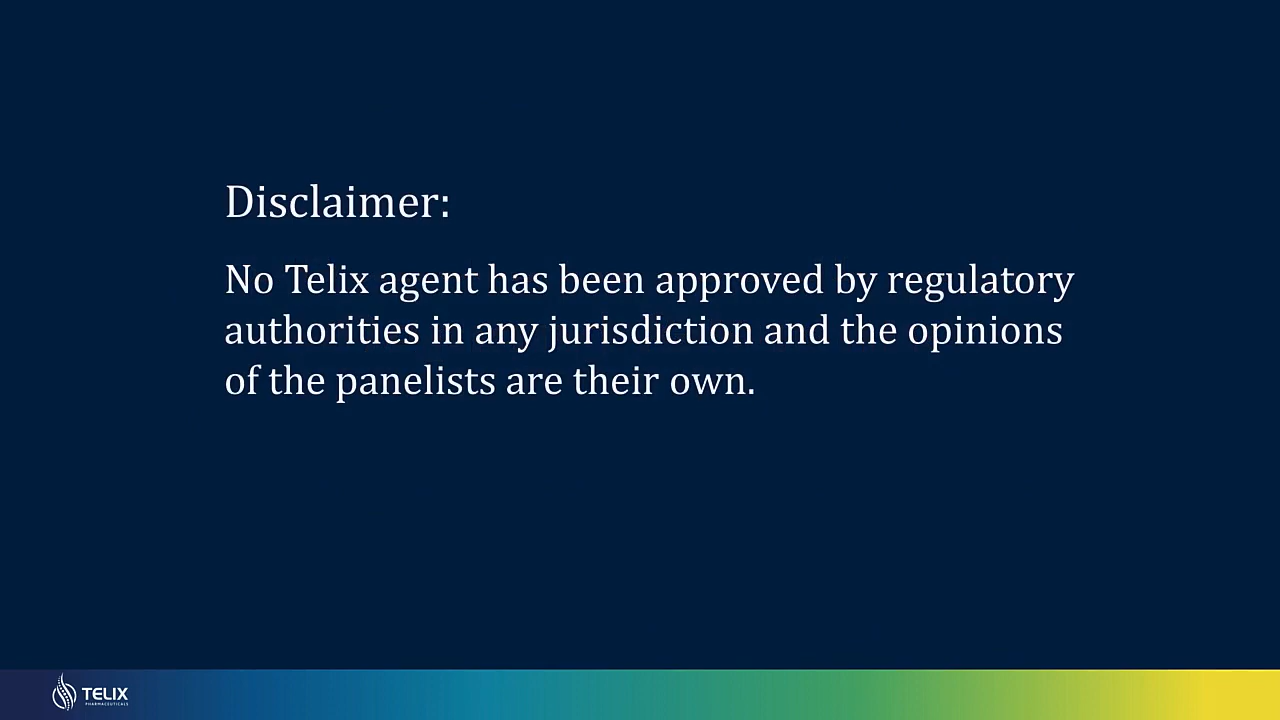 Disclaimer:
No Telix agent has been approved by regulatory
authorities in any jurisdiction and the opinions
of the panelists are their own.
TELIX
PHARMACEUTICALS